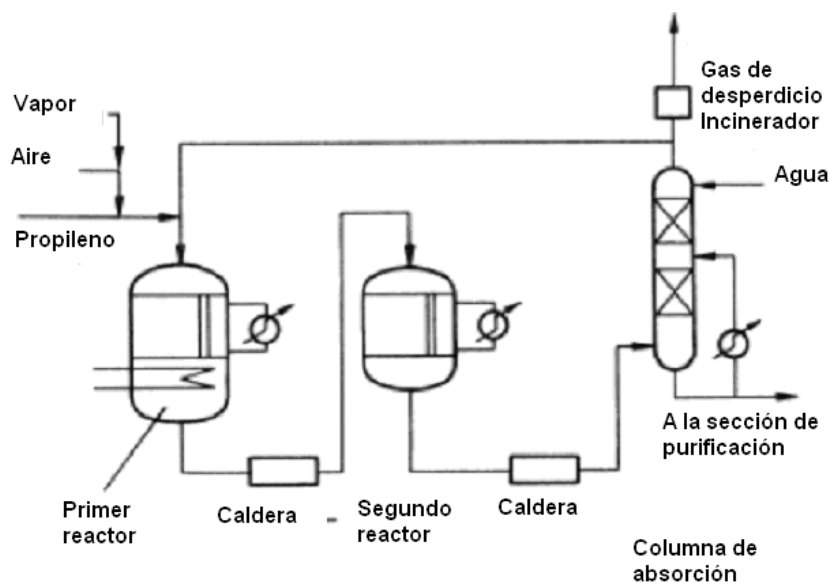 Vapor
Aire
Propileno
Gas de
desperdicio
Incinerador
Agua
A la sección de
purificación
Primer
reactor
Caldera
Segundo
reactor
Caldera
Columna de
absorción